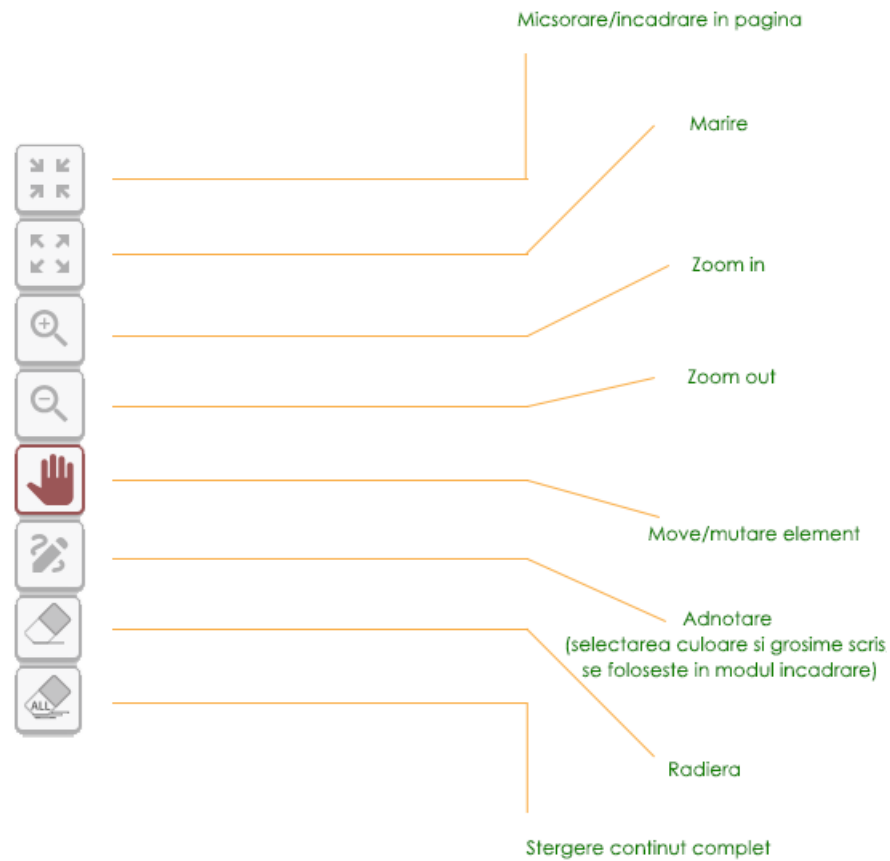 Micsorare/incadrare in pagina
Marire
Zoom in
Zoom out
Move/mutare element
Adnotare
(selectarea culoare si grosime scris
se foloseste in modul incadrare)
Radiera
ALL
Stergere continut complet